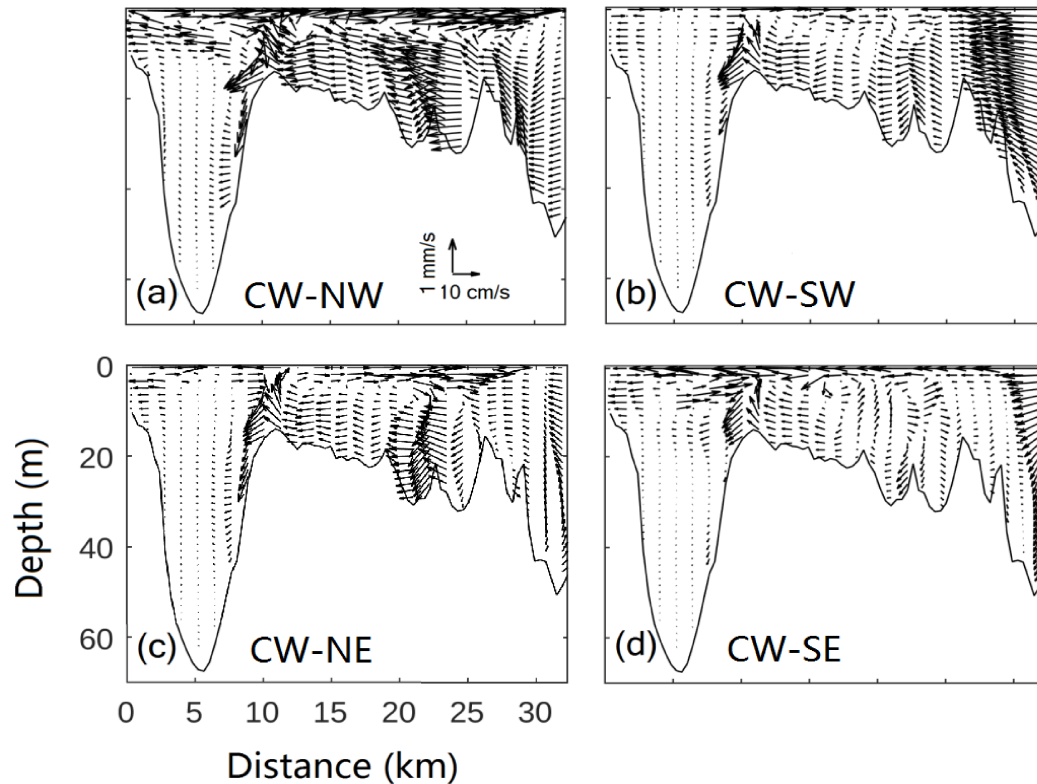 (a)
CW-NW
1 mm/s
10 cm/s
(b)
CW-SW
0
20
40
60
Depth (m)
(c)
CW-NE
(d)
CW-SE
0
5
10
15
20
25
30
Distance (km)